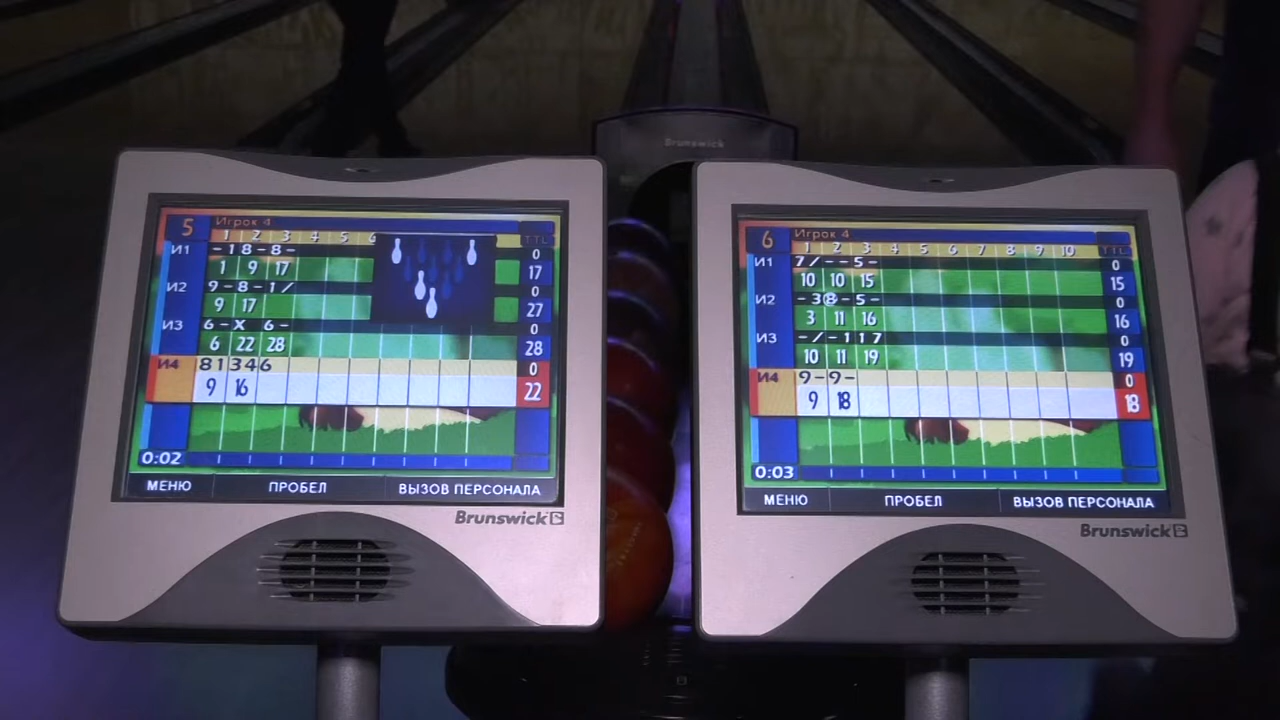 Brunswick
5 Игрок 4
1 2 3 4 5 6 TTL
И1 - 1 8 - 8 - 0
1 9 17 17
И2 9 - 8 - 1 / 0
9 17 27
И3 6 - X 6 - 0
6 22 28 28
И4 8 1 3 4 6 0
9 16 22
0:02
МЕНЮ ПРОБЕЛ ВЫЗОВ ПЕРСОНАЛА
Brunswick
6 Игрок 4
1 2 3 4 5 6 7 8 9 10 TTL
И1 7 / - - 5 - 0
10 10 15 15
И2 - 3 8 - 5 - 0
3 11 16 16
И3 - / - 1 1 7 0
10 11 19 19
И4 9 - 9 - 0
9 18 18
0:03
МЕНЮ ПРОБЕЛ ВЫЗОВ ПЕРСОНАЛА
Brunswick